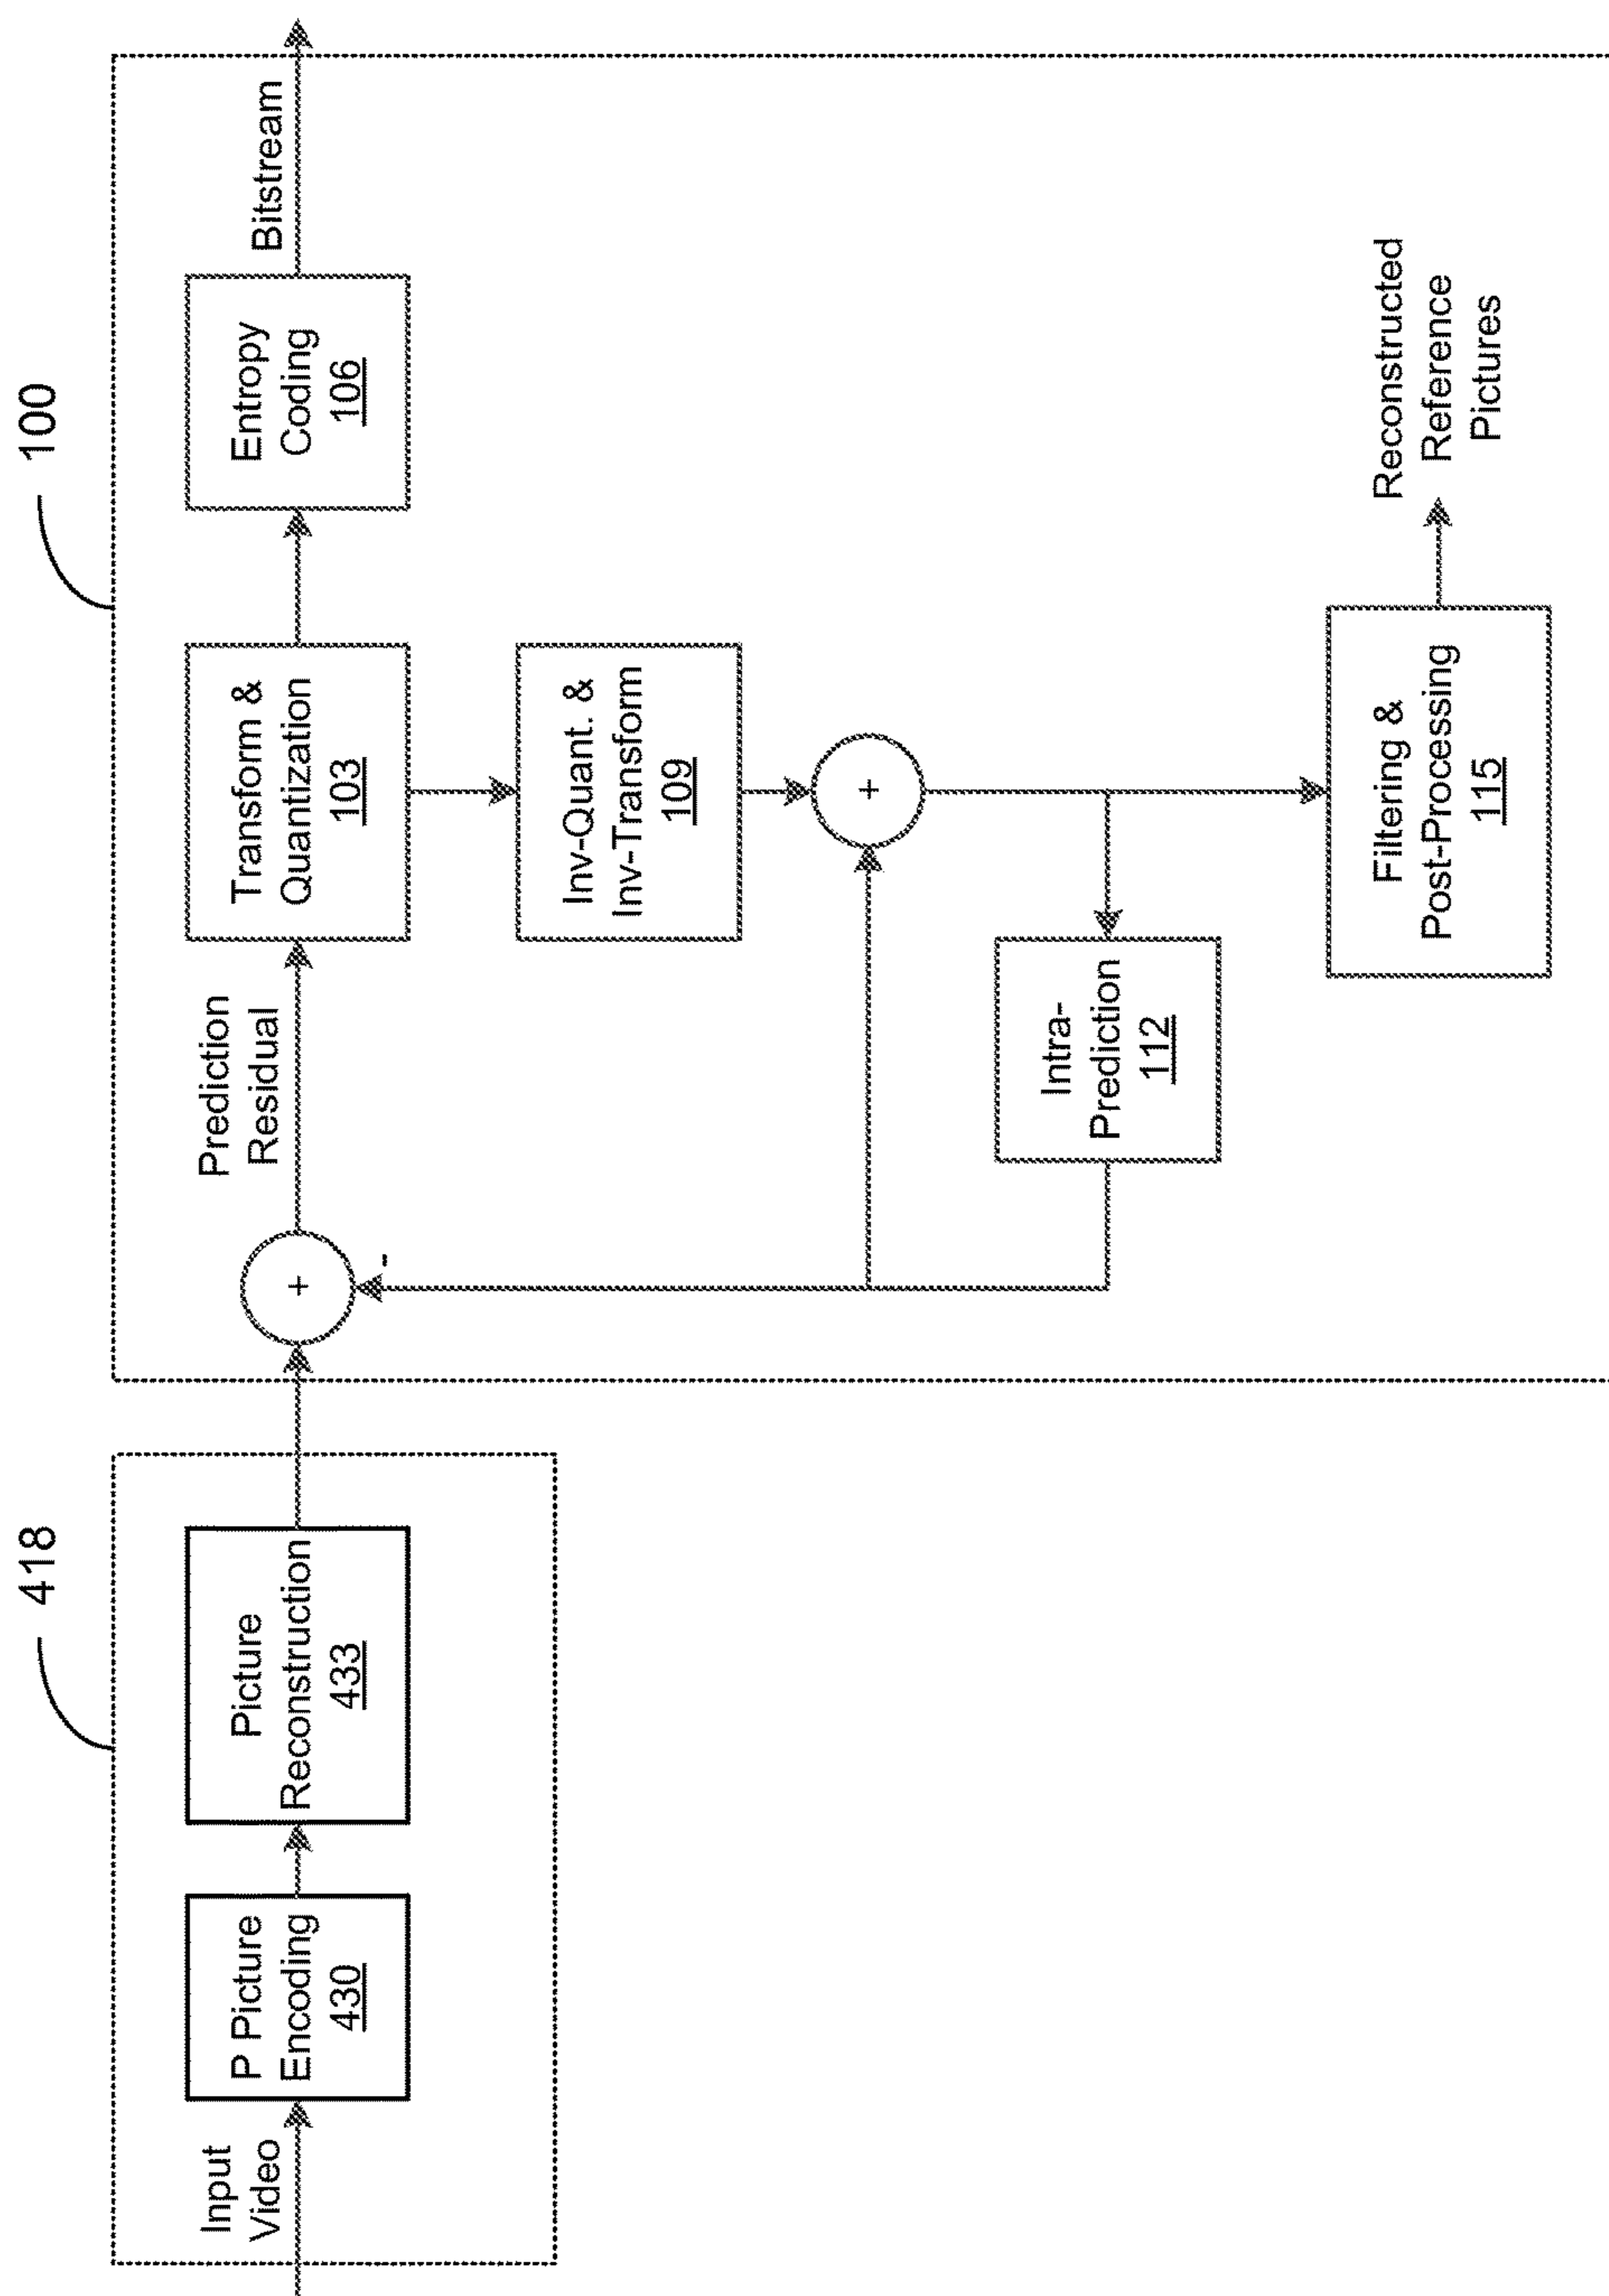 418
100
Input
Video
P Picture
Encoding
430
Picture
Reconstruction
433
+
-
Prediction
Residual
Transform &
Quantization
103
Entropy
Coding
106
Bitstream
Inv-Quant. &
Inv-Transform
109
+
Intra-
Prediction
112
Filtering &
Post-Processing
115
Reconstructed
Reference
Pictures